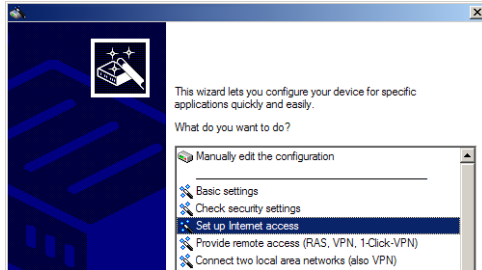 This wizard lets you configure your device for specific
applications quickly and easily.
What do you want to do?
Manually edit the configuration
Basic settings
Check security settings
Set up Internet access
Provide remote access (RAS, VPN, 1-Click-VPN)
Connect two local area networks (also VPN)